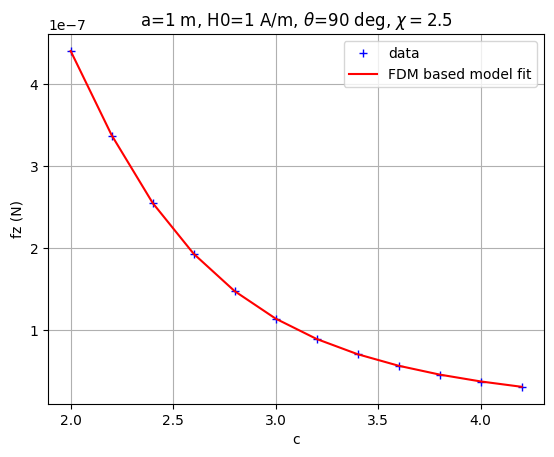 a=1 m, H0=1 A/m, θ=90 deg, χ = 2.5
1e−7
data
FDM based model fit
4
3
2
1
fz (N)
2.0 2.5 3.0 3.5 4.0
c